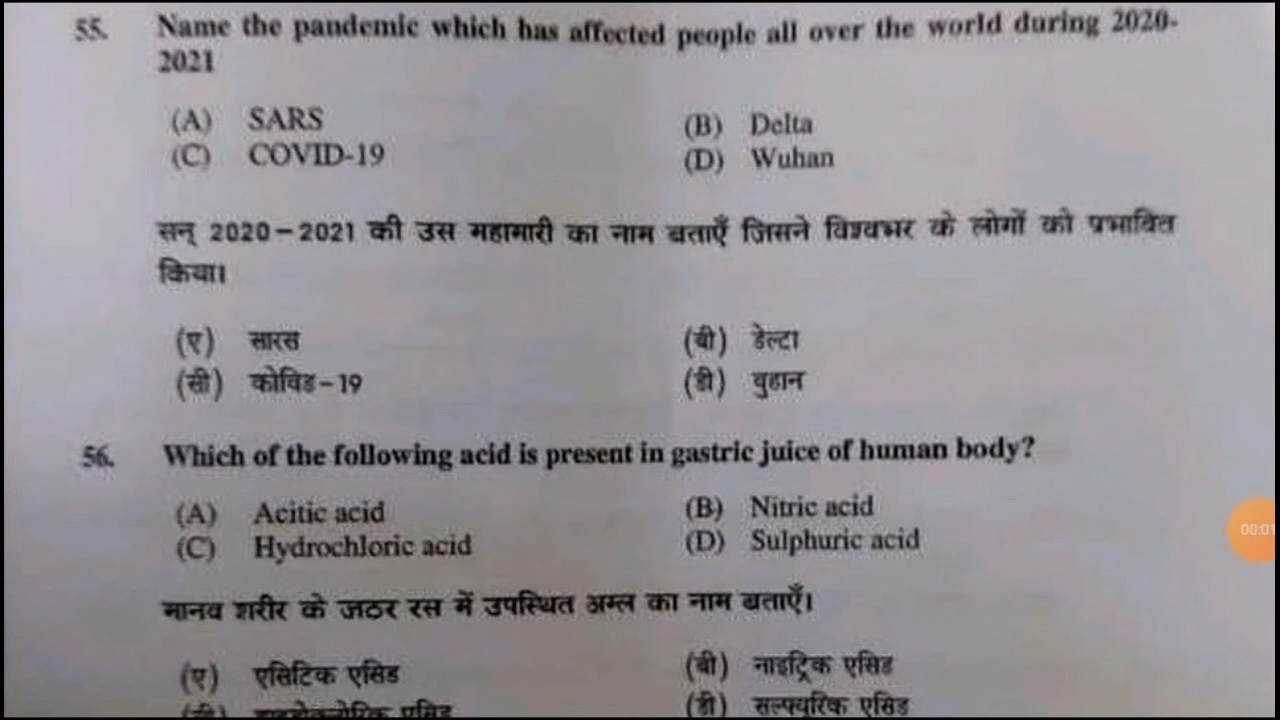 55. Name the pandemic which has affected people all over the world during 2020-
2021
(A) SARS (B) Delta
(C) COVID-19 (D) Wuhan
सन् 2020-2021 की उस महामारी का नाम बताएँ जिसने विश्वभर के लोगों को प्रभावित
किया।
(ए) सारस (बी) डेल्टा
(सी) कोविड-19 (डी) वुहान
56. Which of the following acid is present in gastric juice of human body?
(A) Acitic acid (B) Nitric acid
(C) Hydrochloric acid (D) Sulphuric acid
मानव शरीर के जठर रस में उपस्थित अम्ल का नाम बताएँ।
(ए) एसिटिक एसिड (बी) नाइट्रिक एसिड
(सी) हाइड्रोक्लोरिक एसिड (डी) सल्फ्यूरिक एसिड
00:01